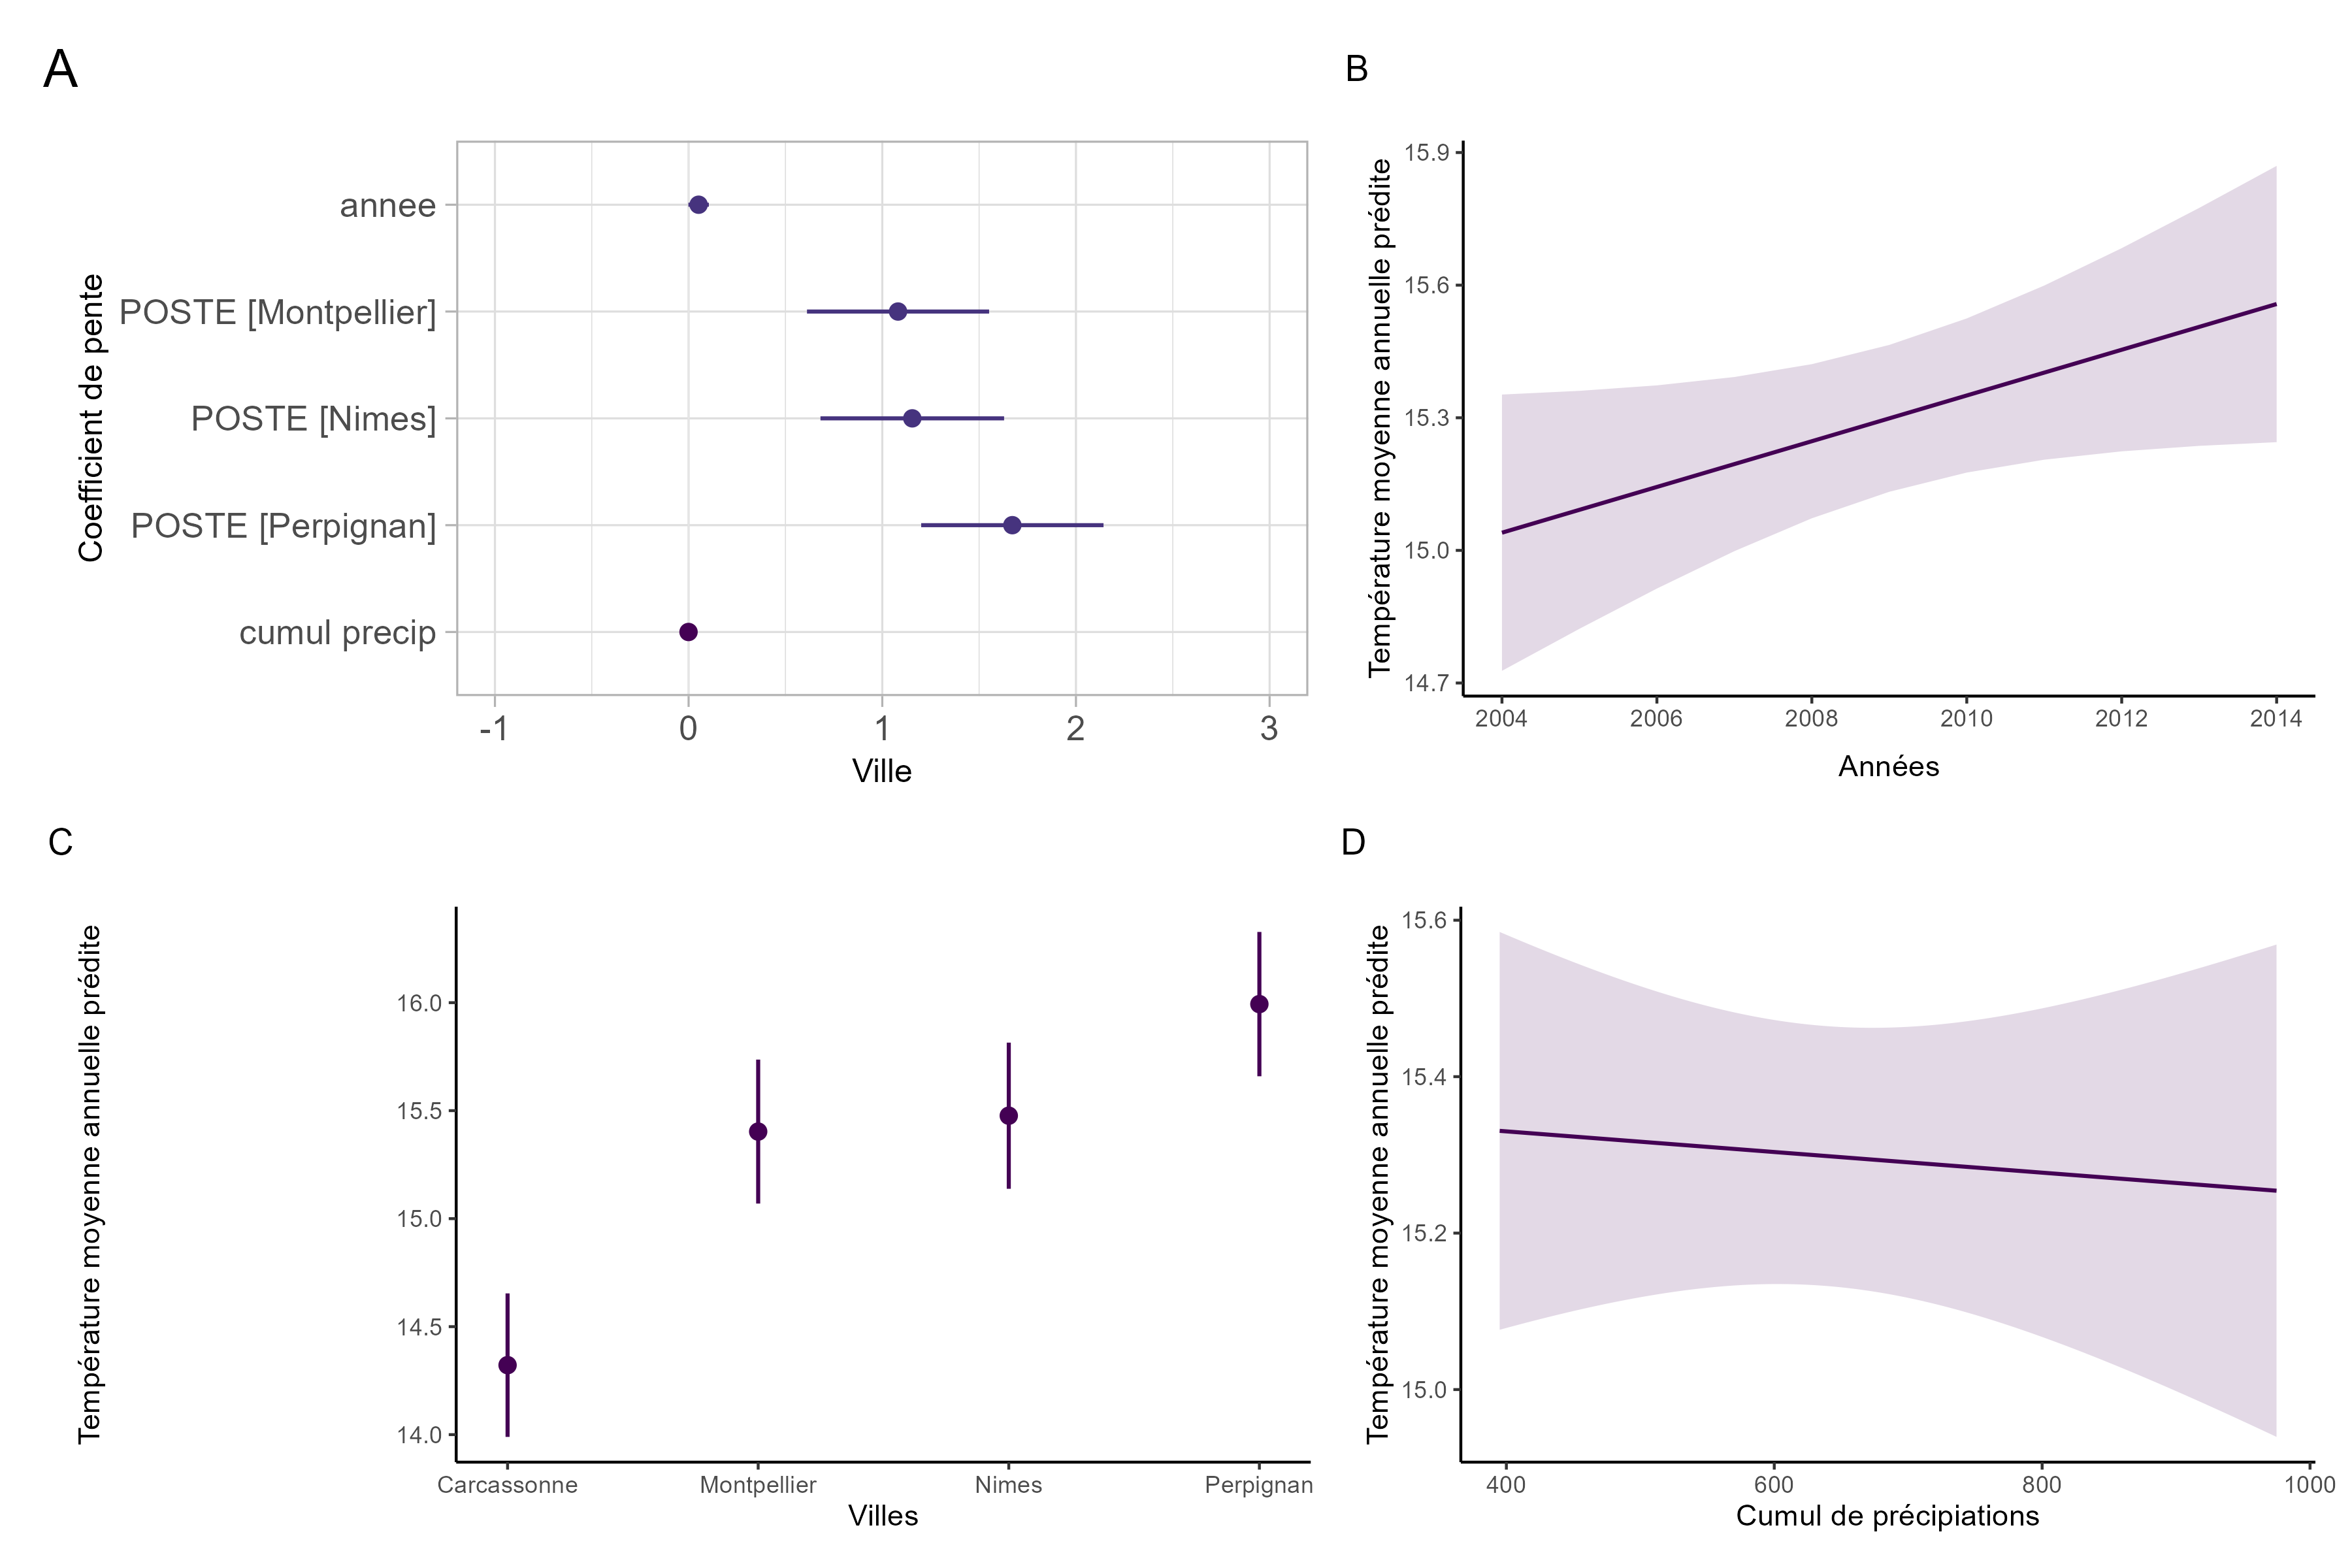 A
Coefficient de pente
annee
POSTE [Montpellier]
POSTE [Nimes]
POSTE [Perpignan]
cumul precip
-1 0 1 2 3
Ville
B
Température moyenne annuelle prédite
15.9
15.6
15.3
15.0
14.7
2004 2006 2008 2010 2012 2014
Années
C
Température moyenne annuelle prédite
16.0
15.5
15.0
14.5
14.0
Carcassonne Montpellier Nimes Perpignan
Villes
D
Température moyenne annuelle prédite
15.6
15.4
15.2
15.0
400 600 800 1000
Cumul de précipiations